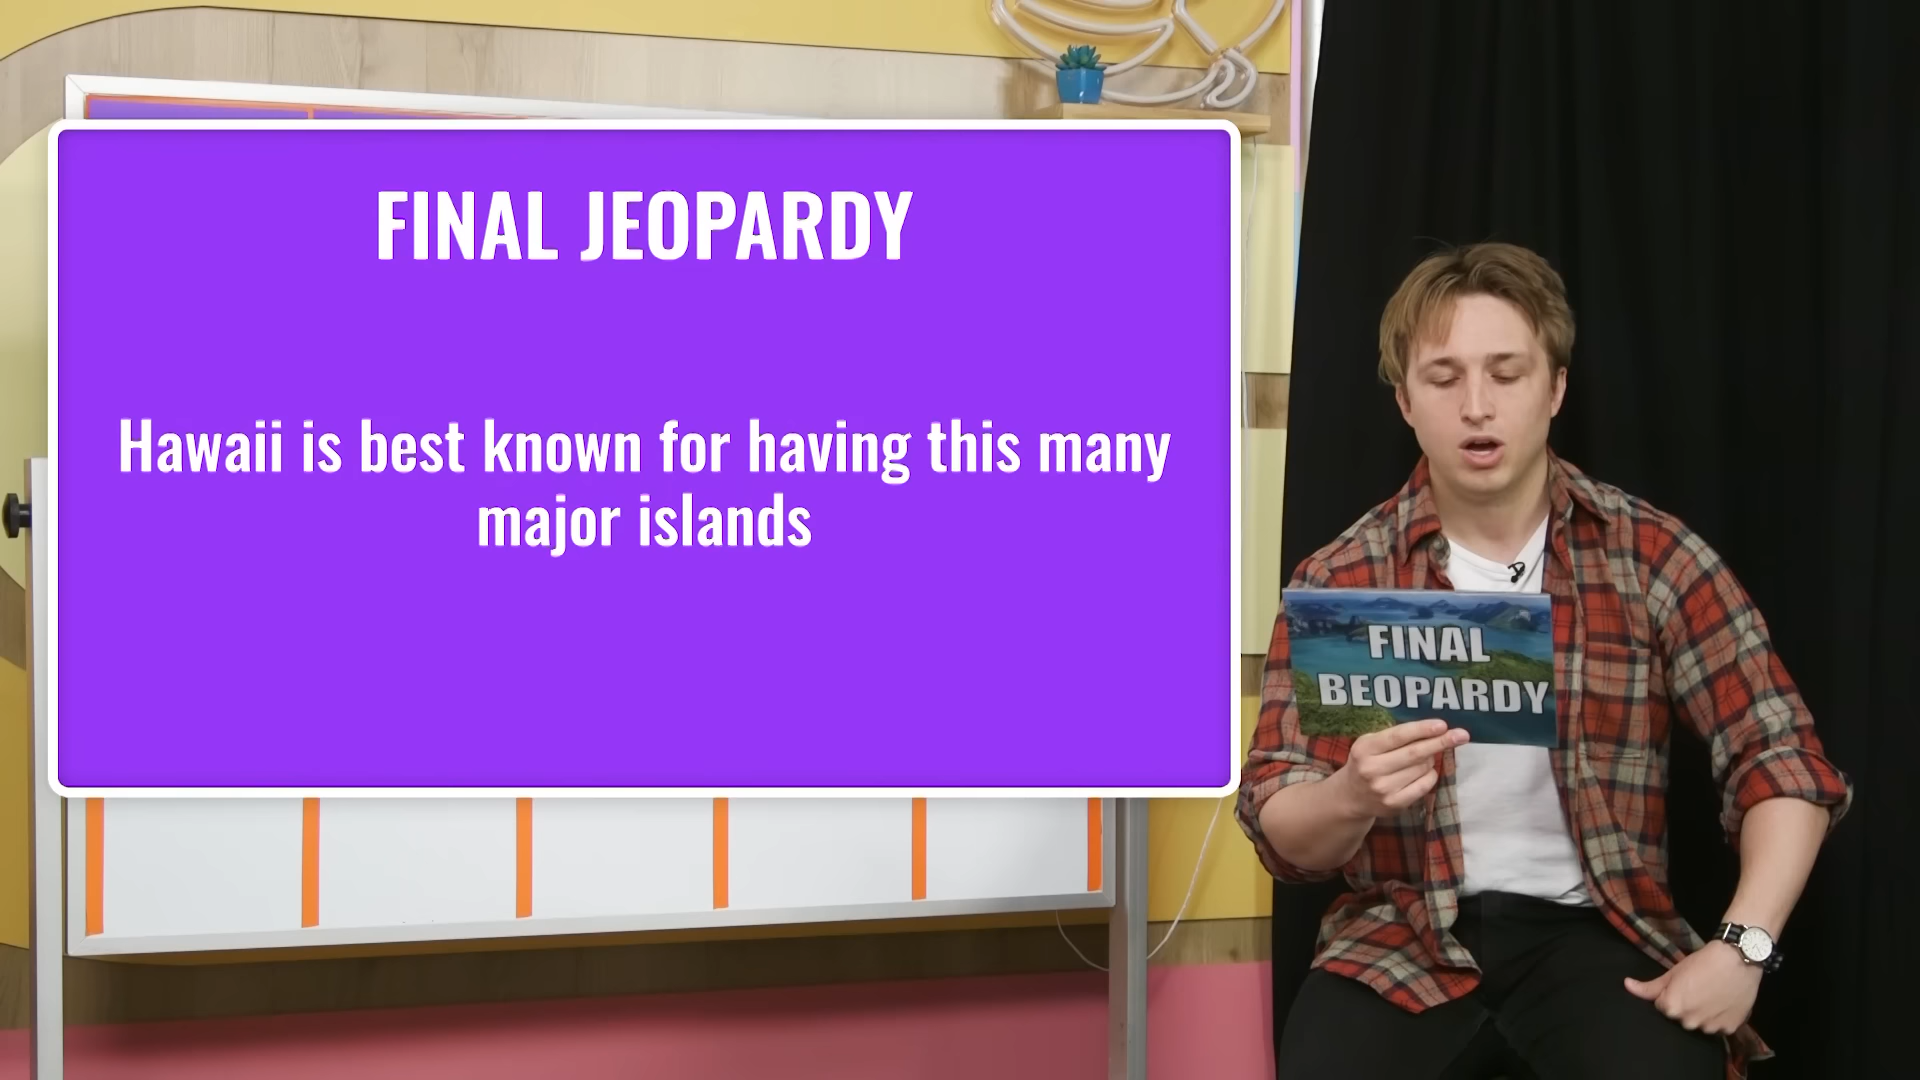 FINAL JEOPARDY
Hawaii is best known for having this many
major islands
FINAL
BEOPARDY